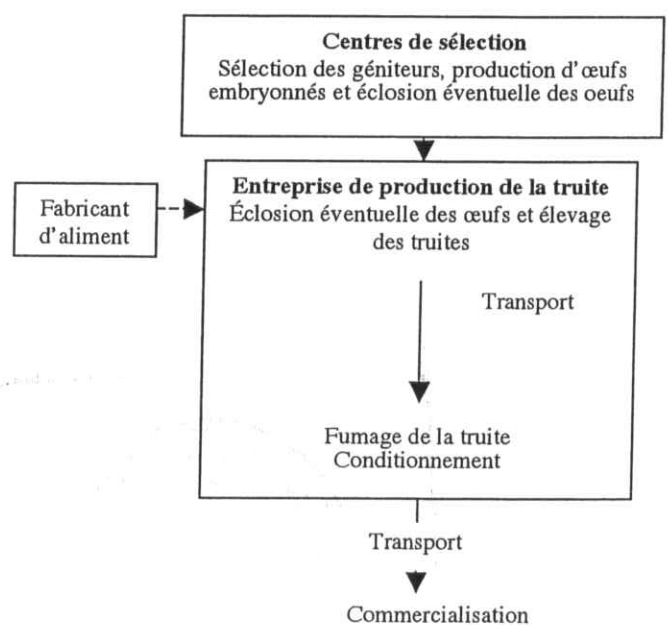 Centres de sélection
Sélection des géniteurs, production d'œufs
embryonnés et éclosion éventuelle des oeufs
Entreprise de production de la truite
Éclosion éventuelle des œufs et élevage
des truites
Fabricant
d'aliment
Transport
Fumage de la truite
Conditionnement
Transport
Commercialisation